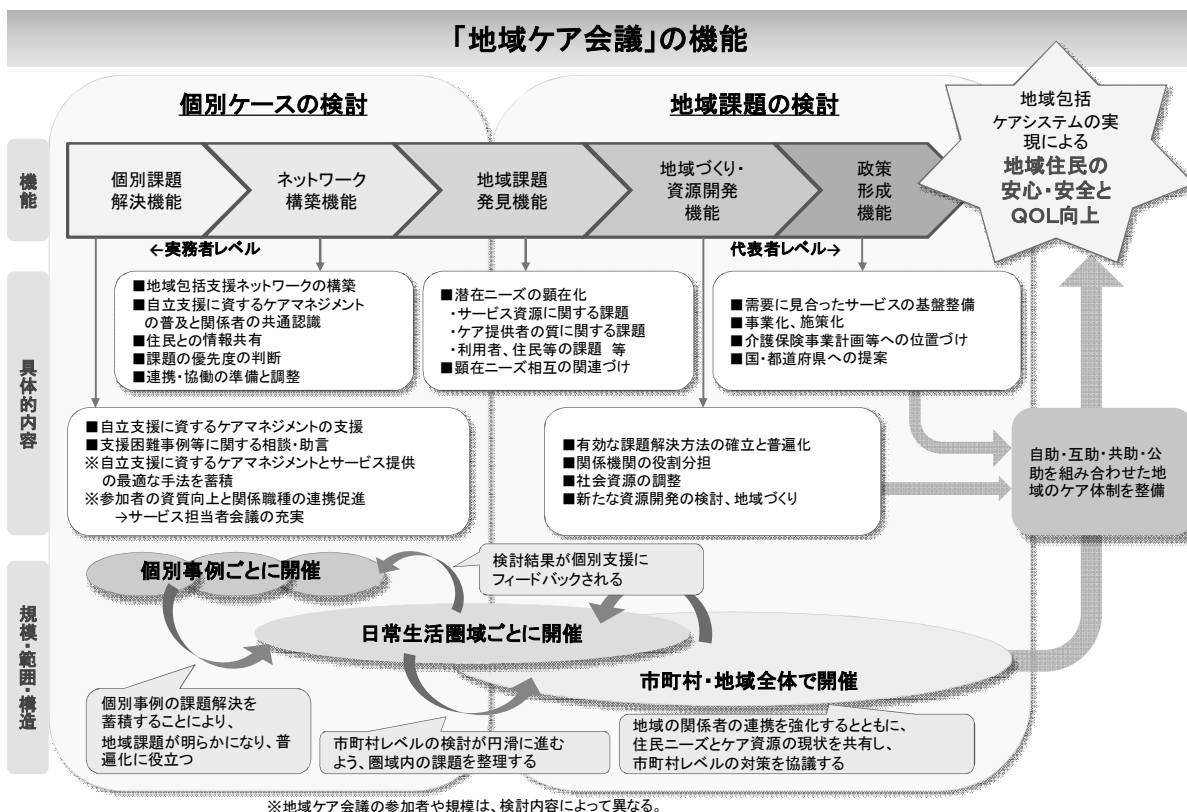 「地域ケア会議」の機能
個別ケースの検討
地域課題の検討
地域包括
ケアシステムの実
現による
地域住民の
安心・安全と
QOL向上
機能
個別課題
解決機能
ネットワーク
構築機能
地域課題
発見機能
地域づくり・
資源開発
機能
政策
形成
機能
←実務者レベル
代表者レベル→
具体的内容
■地域包括支援ネットワークの構築
■自立支援に資するケアマネジメント
の普及と関係者の共通認識
■住民との情報共有
■課題の優先度の判断
■連携・協働の準備と調整
■潜在ニーズの顕在化
・サービス資源に関する課題
・ケア提供者の質に関する課題
・利用者、住民等の課題 等
■顕在ニーズ相互の関連づけ
■需要に見合ったサービスの基盤整備
■事業化、施策化
■介護保険事業計画等への位置づけ
■国・都道府県への提案
■自立支援に資するケアマネジメントの支援
■支援困難事例等に関する相談・助言
※自立支援に資するケアマネジメントとサービス提供
の最適な手法を蓄積
※参加者の資質向上と関係職種の連携促進
→サービス担当者会議の充実
■有効な課題解決方法の確立と普遍化
■関係機関の役割分担
■社会資源の調整
■新たな資源開発の検討、地域づくり
自助・互助・共助・公
助を組み合わせた地
域のケア体制を整備
規模・範囲・構造
個別事例ごとに開催
検討結果が個別支援に
フィードバックされる
日常生活圏域ごとに開催
市町村・地域全体で開催
個別事例の課題解決を
蓄積することにより、
地域課題が明らかになり、普
遍化に役立つ
市町村レベルの検討が円滑に進む
よう、圏域内の課題を整理する
地域の関係者の連携を強化するとともに、
住民ニーズとケア資源の現状を共有し、
市町村レベルの対策を協議する
※地域ケア会議の参加者や規模は、検討内容によって異なる。